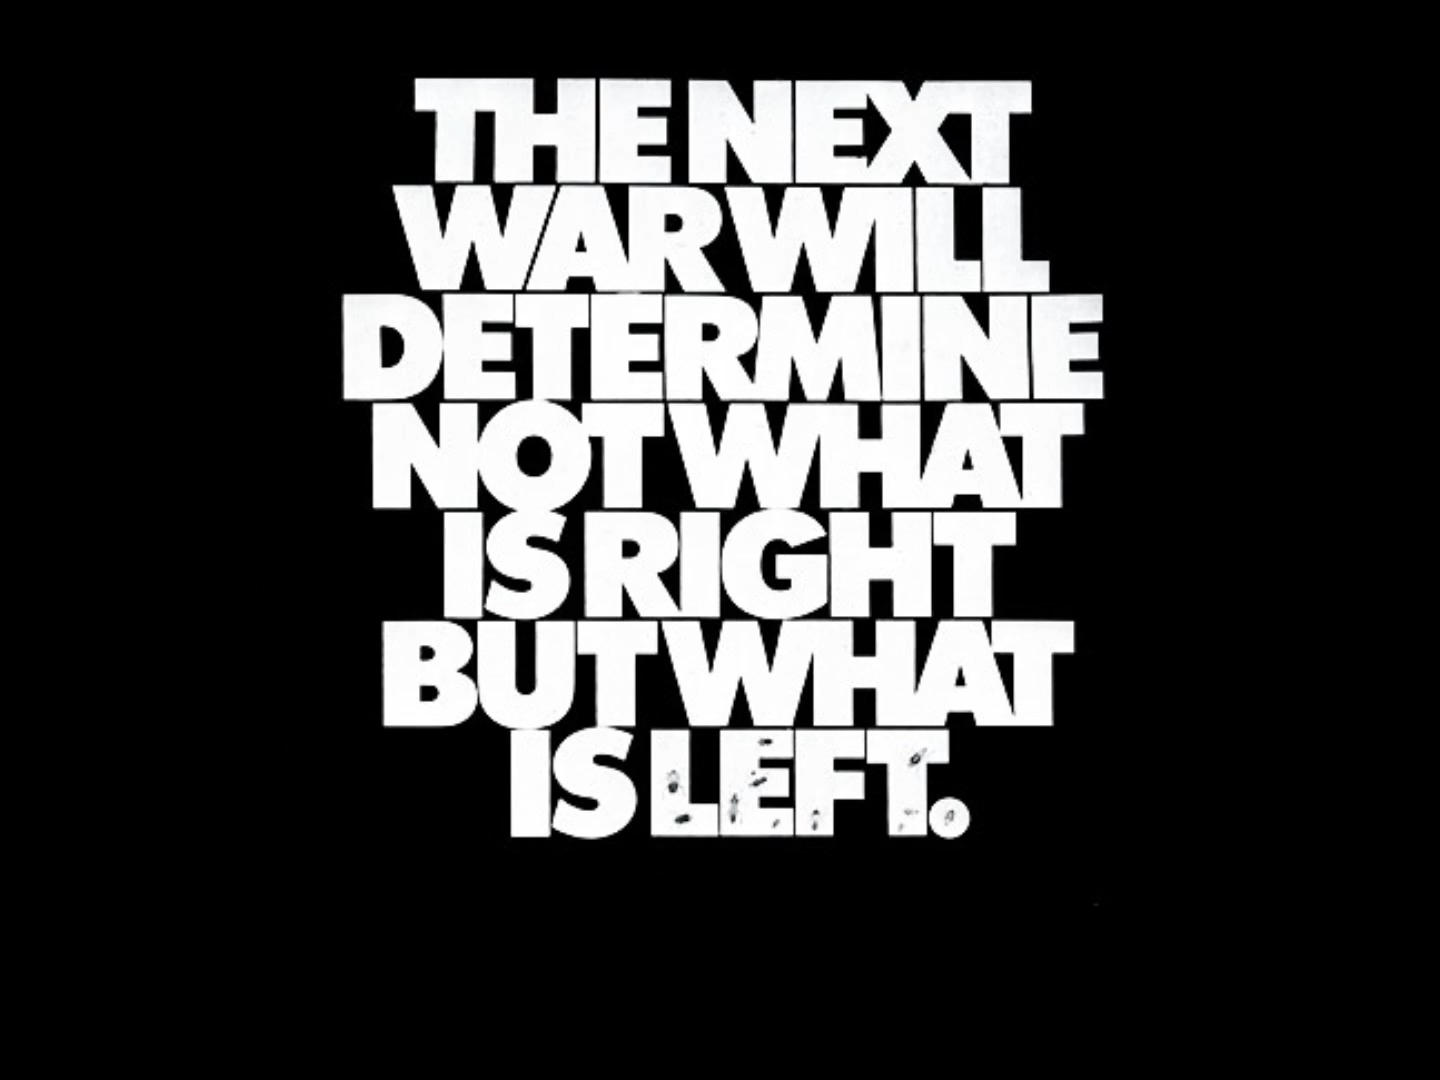 THE NEXT
WAR WILL
DETERMINE
NOT WHAT
IS RIGHT
BUT WHAT
IS LEFT.